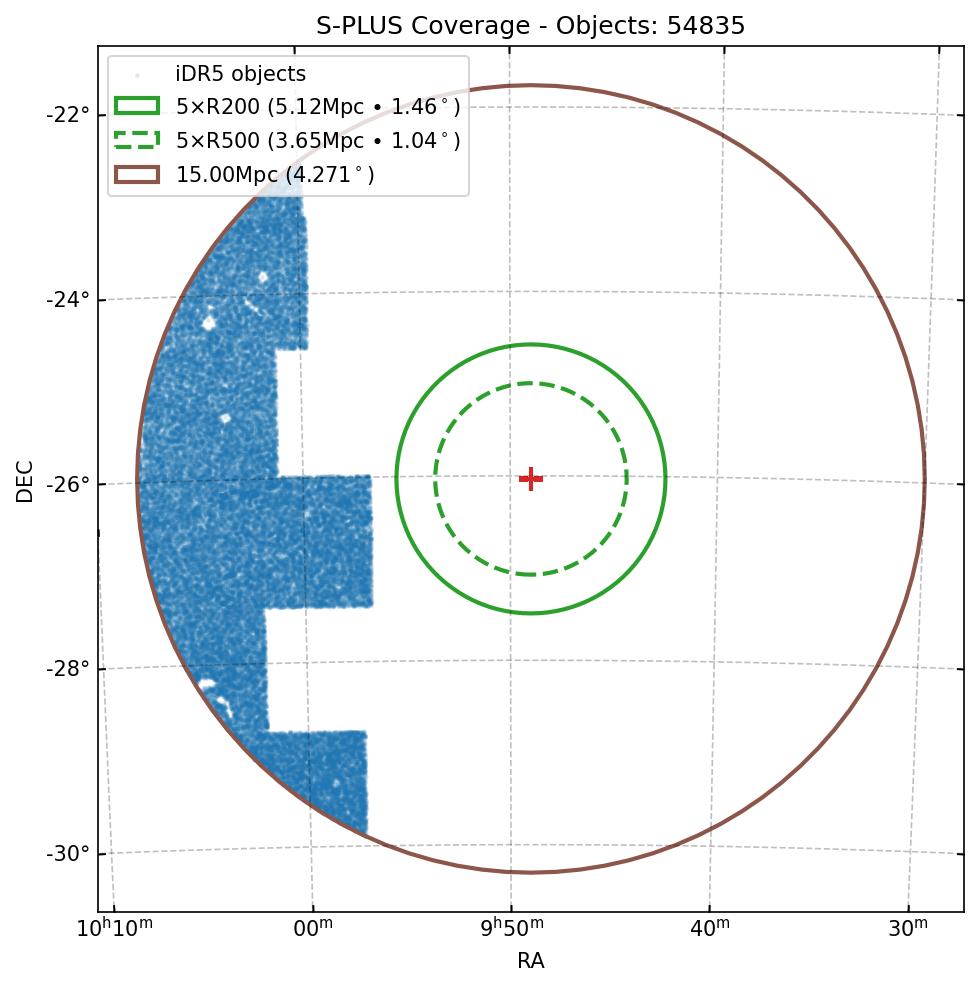 S-PLUS Coverage - Objects: 54835
iDR5 objects
5×R200 (5.12Mpc • 1.46°)
5×R500 (3.65Mpc • 1.04°)
15.00Mpc (4.271°)
-22°
-24°
-26°
-28°
-30°
DEC
10h10m 00m 9h50m 40m 30m
RA